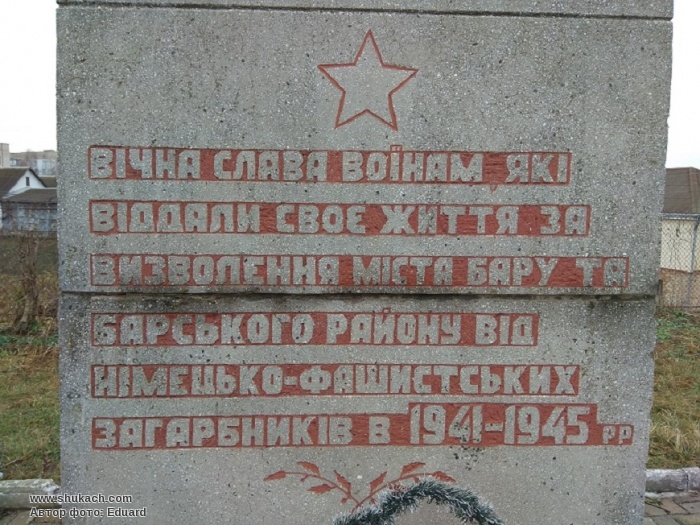 ВІЧНА СЛАВА ВОЇНАМ, ЯКІ
ВІДДАЛИ СВОЄ ЖИТТЯ ЗА
ВИЗВОЛЕННЯ МІСТА БАРУ ТА
БАРСЬКОГО РАЙОНУ ВІД
НІМЕЦЬКО-ФАШИСТСЬКИХ
ЗАГАРБНИКІВ В 1941-1945 РР
www.shukach.com
Автор фото: Eduard